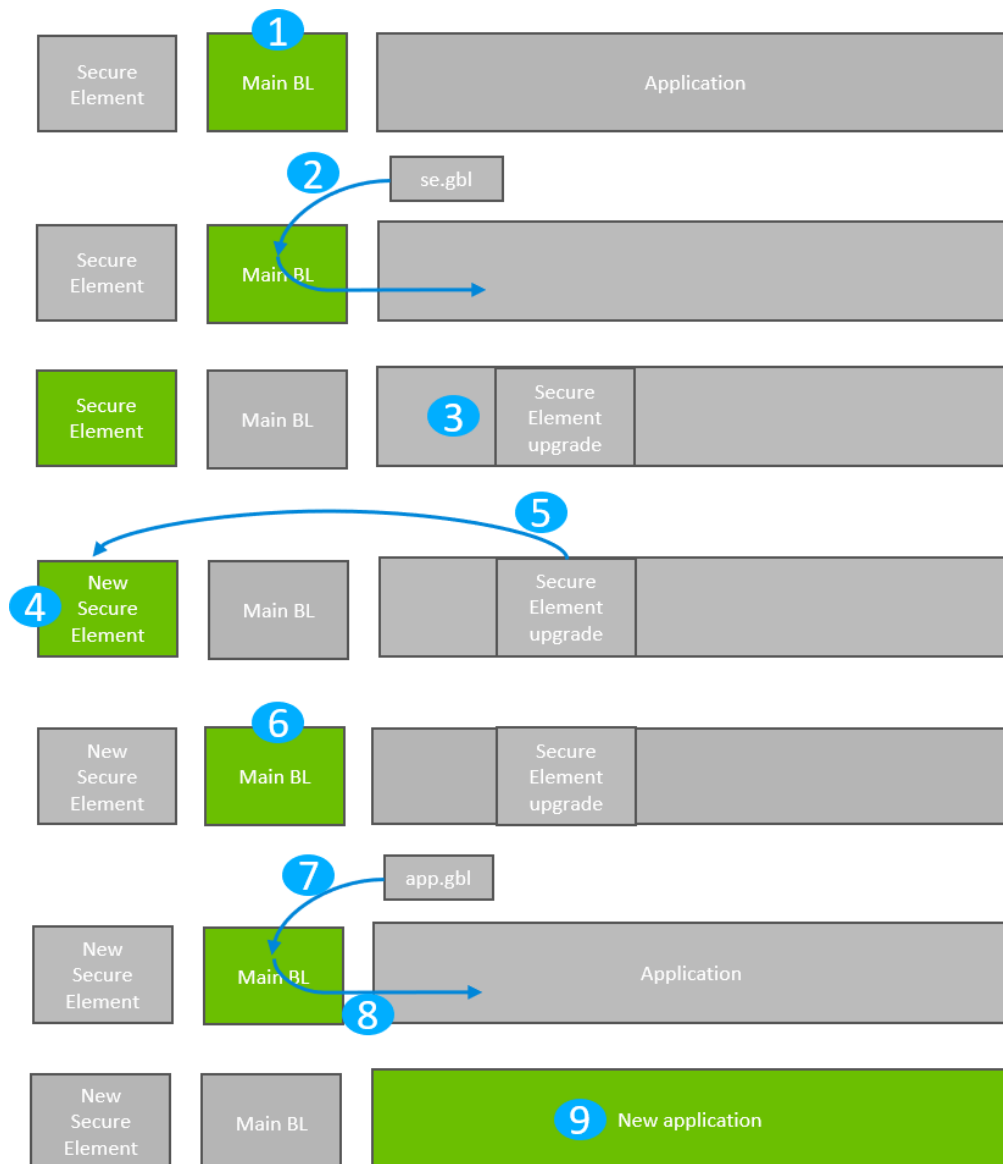 1
Secure
Element
Main BL
Application
2
se.gbl
Secure
Element
Main BL
Secure
Element
Main BL
3
Secure
Element
upgrade
5
4
New
Secure
Element
Main BL
Secure
Element
upgrade
6
New
Secure
Element
Main BL
Secure
Element
upgrade
7
app.gbl
New
Secure
Element
Main BL
Application
8
New
Secure
Element
Main BL
9
New application